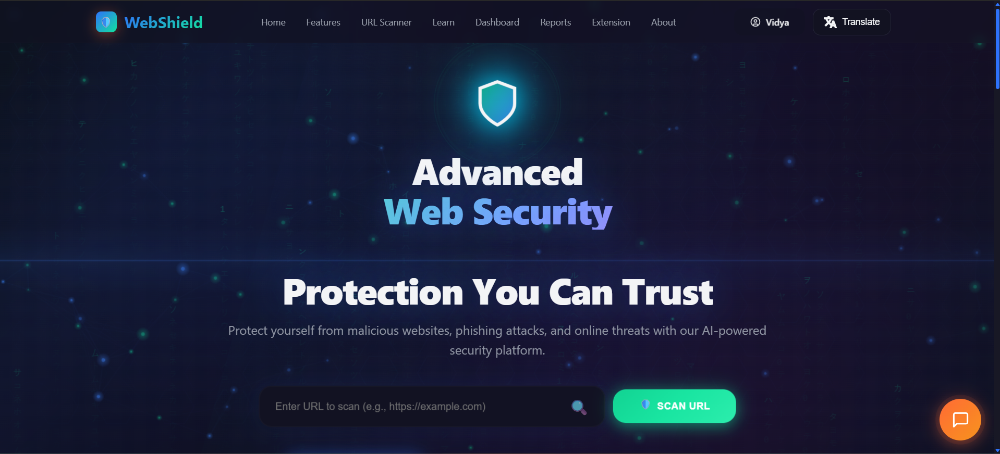 WebShield
Home Features URL Scanner Learn Dashboard Reports Extension About
Vidya
Translate
Advanced
Web Security
Protection You Can Trust
Protect yourself from malicious websites, phishing attacks, and online threats with our AI-powered
security platform.
Enter URL to scan (e.g., https://example.com)
SCAN URL